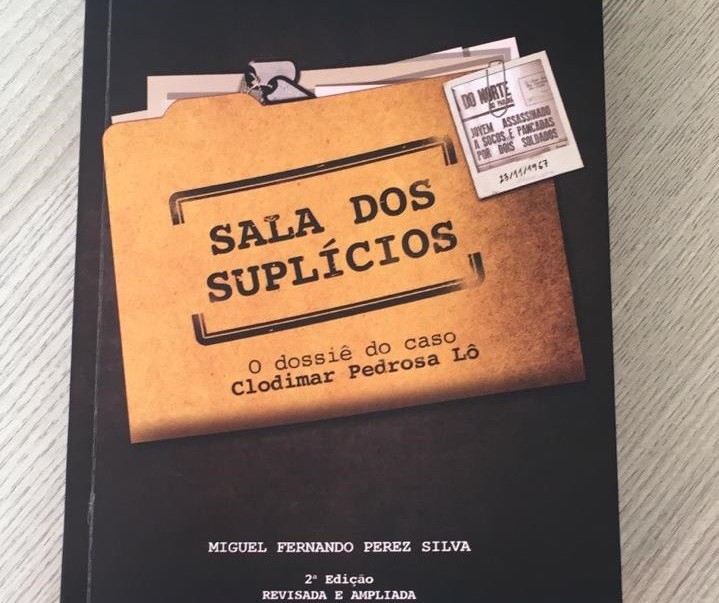 DO NORTE
DO PARANÁ
JOVEM ASSASSINADO
A SOCOS E PANCADAS
POR DOIS SOLDADOS
23/11/1967
SALA DOS
SUPLÍCIOS
O dossiê do caso
Clodimar Pedrosa Lô
MIGUEL FERNANDO PEREZ SILVA
2ª Edição
REVISADA E AMPLIADA